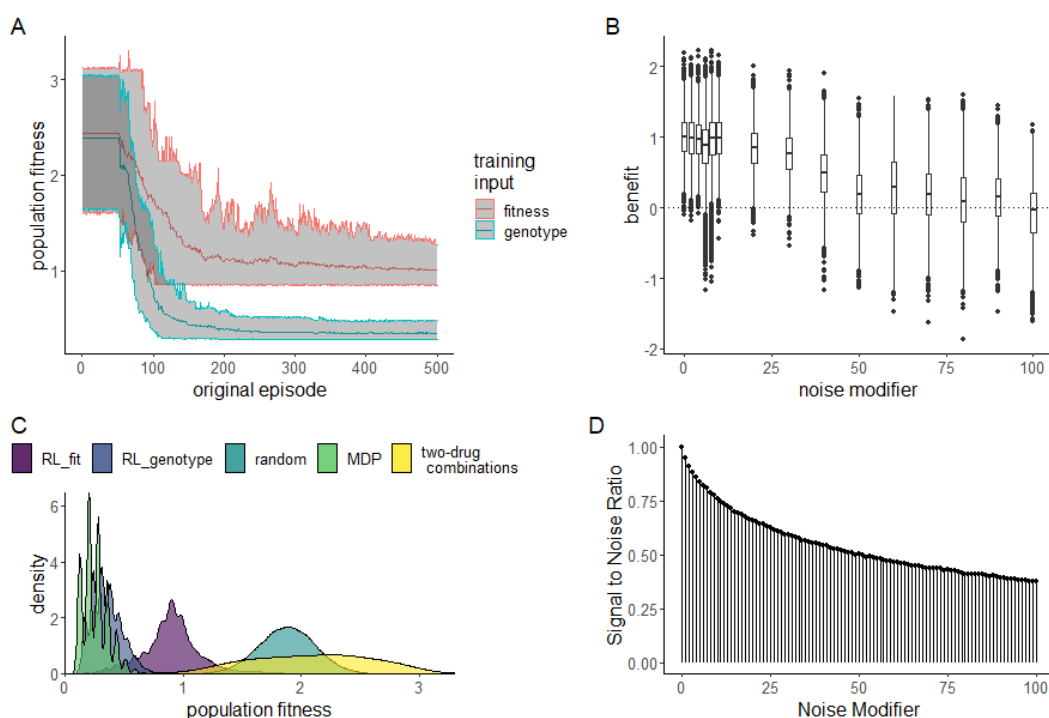 A
population fitness
3
2
1
0
100
200
300
400
500
original episode
training
input
fitness
genotype
B
benefit
2
1
0
-1
-2
0
25
50
75
100
noise modifier
C
RL_fit
RL_genotype
random
MDP
two-drug
combinations
density
6
4
2
0
0
1
2
3
population fitness
D
Signal to Noise Ratio
1.00
0.75
0.50
0.25
0.00
0
25
50
75
100
Noise Modifier